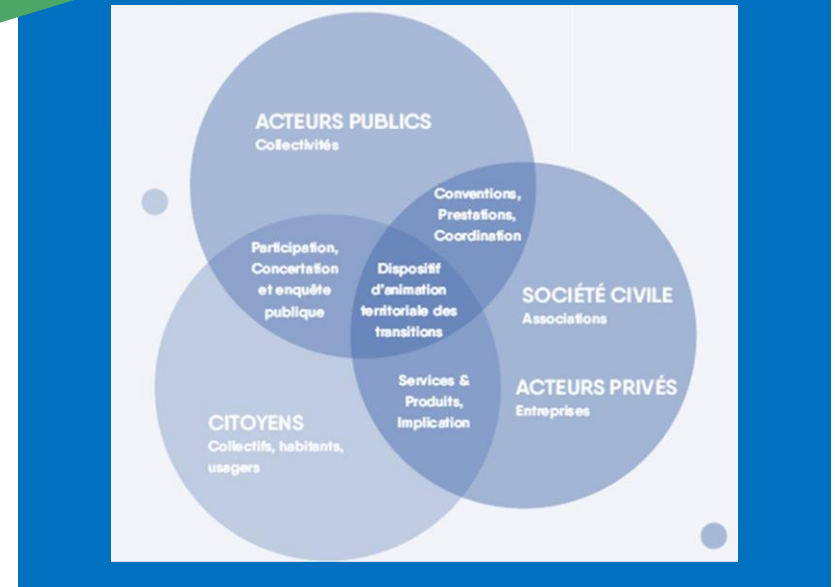 ACTEURS PUBLICS
Collectivités
Conventions,
Prestations,
Coordination
Participation,
Concertation
et enquête
publique
Dispositif
d'animation
territoriale des
transitions
SOCIÉTÉ CIVILE
Associations
ACTEURS PRIVÉS
Entreprises
Services &
Produits,
Implication
CITOYENS
Collectifs, habitants,
usagers